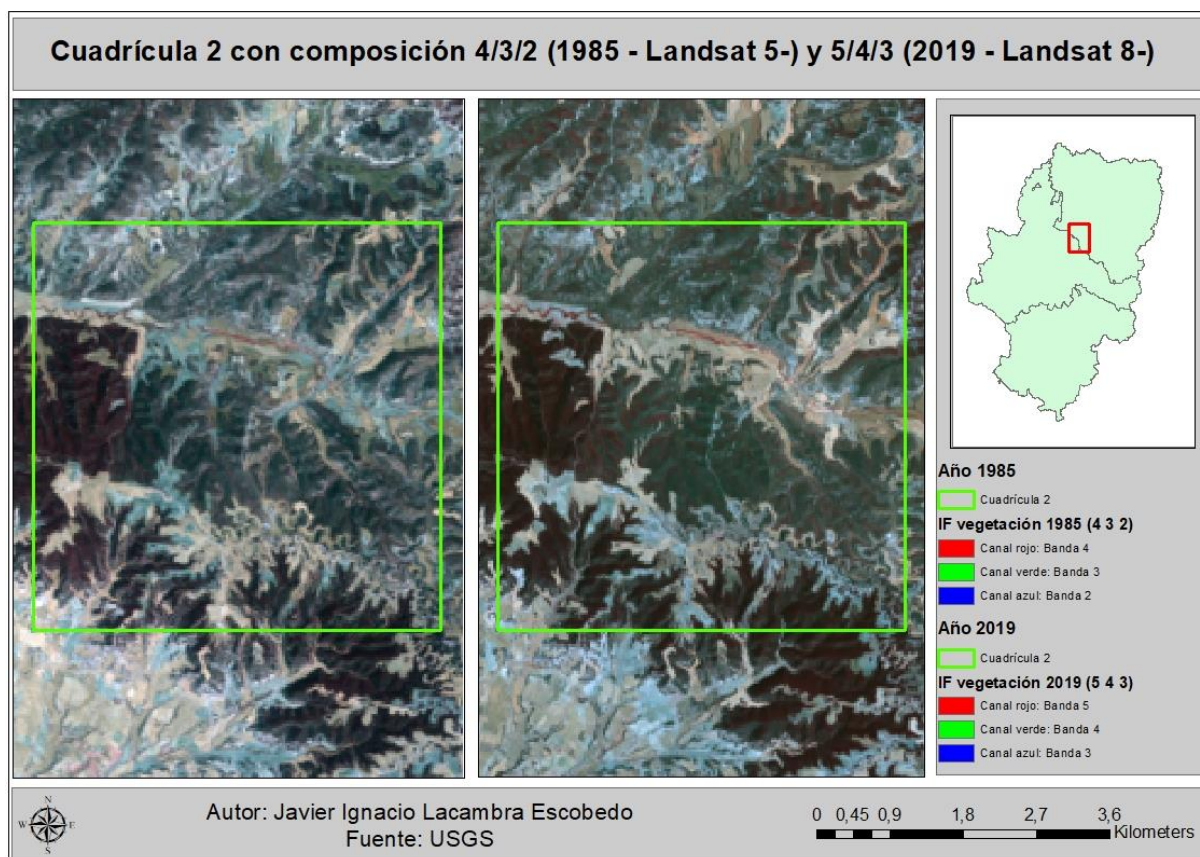 Cuadrícula 2 con composición 4/3/2 (1985 - Landsat 5-) y 5/4/3 (2019 - Landsat 8-)
Año 1985
Cuadrícula 2
IF vegetación 1985 (4 3 2)
Canal rojo: Banda 4
Canal verde: Banda 3
Canal azul: Banda 2
Año 2019
Cuadrícula 2
IF vegetación 2019 (5 4 3)
Canal rojo: Banda 5
Canal verde: Banda 4
Canal azul: Banda 3
N
W E
S
Autor: Javier Ignacio Lacambra Escobedo
Fuente: USGS
0 0,45 0,9 1,8 2,7 3,6
Kilometers